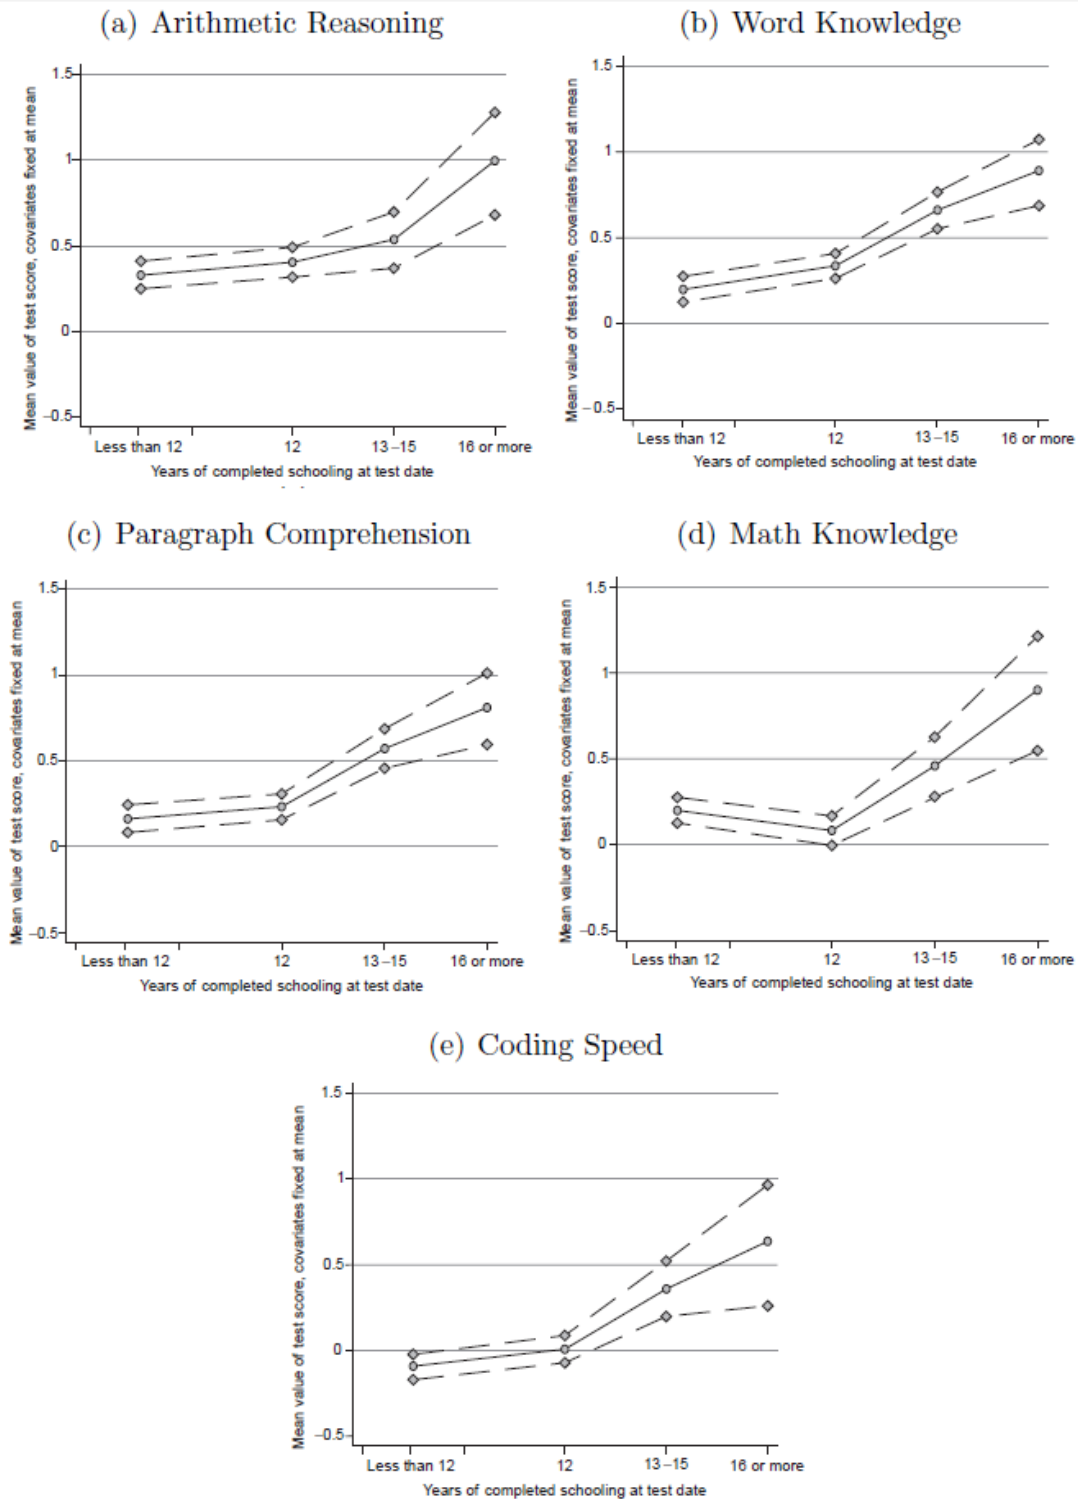 (a) Arithmetic Reasoning
Mean value of test score, covariates fixed at mean
1.5
1
0.5
0
−0.5
Less than 12
12
13−15
16 or more
Years of completed schooling at test date
(b) Word Knowledge
Mean value of test score, covariates fixed at mean
1.5
1
0.5
0
−0.5
Less than 12
12
13−15
16 or more
Years of completed schooling at test date
(c) Paragraph Comprehension
Mean value of test score, covariates fixed at mean
1.5
1
0.5
0
−0.5
Less than 12
12
13−15
16 or more
Years of completed schooling at test date
(d) Math Knowledge
Mean value of test score, covariates fixed at mean
1.5
1
0.5
0
−0.5
Less than 12
12
13−15
16 or more
Years of completed schooling at test date
(e) Coding Speed
Mean value of test score, covariates fixed at mean
1.5
1
0.5
0
−0.5
Less than 12
12
13−15
16 or more
Years of completed schooling at test date